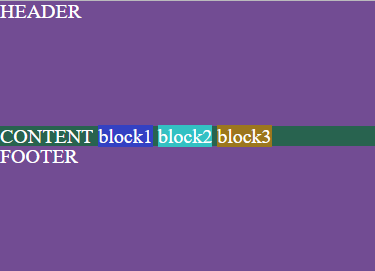 HEADER
CONTENT block1 block2 block3
FOOTER